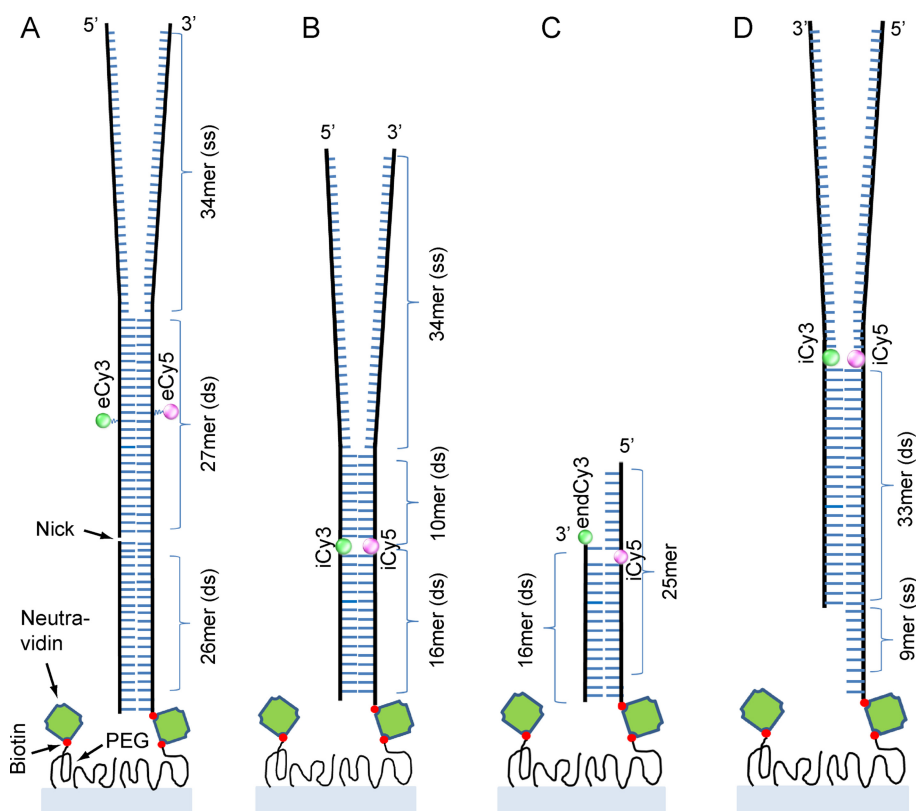 A
5’
3’
34mer (ss)
eCy3
eCy5
27mer (ds)
Nick
26mer (ds)
Neutra-
vidin
Biotin
PEG
B
5’
3’
34mer (ss)
10mer (ds)
iCy3
iCy5
16mer (ds)
C
5’
endCy3
3’
iCy5
25mer
16mer (ds)
D
3’
5’
iCy3
iCy5
33mer (ds)
9mer (ss)